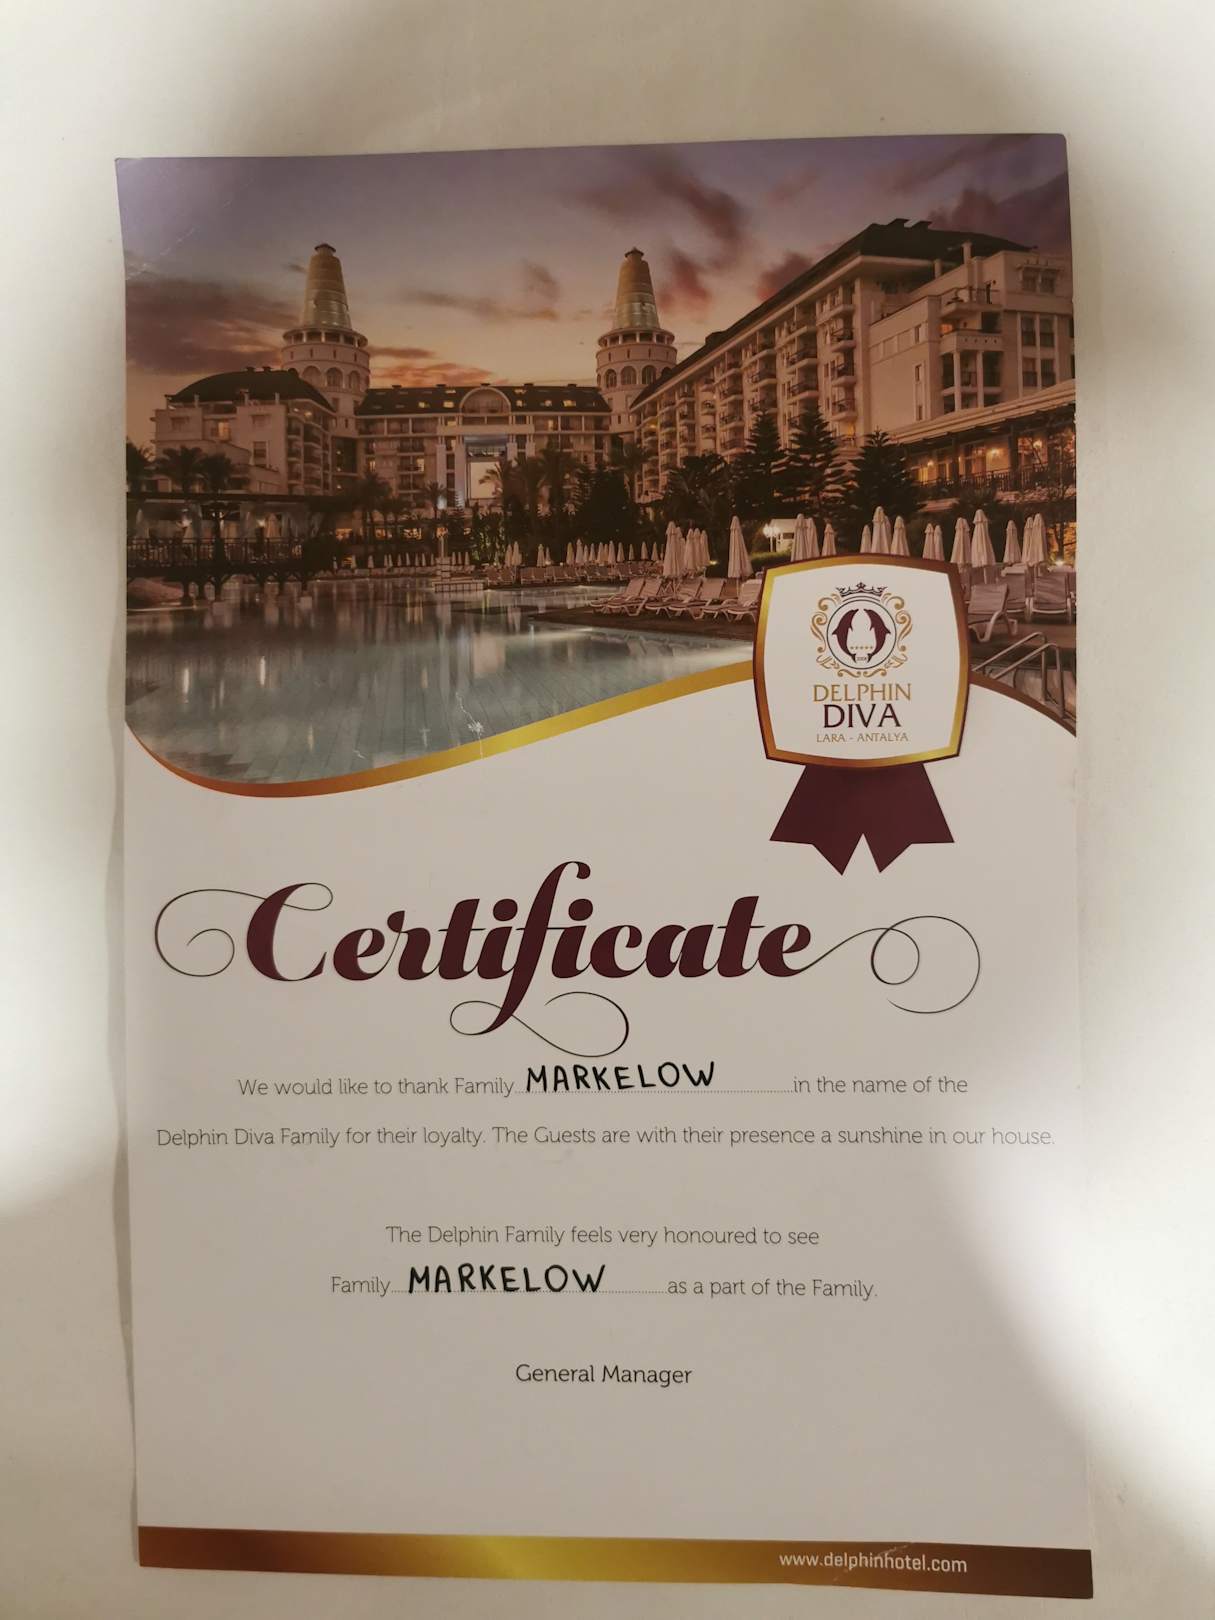 DELPHIN
DIVA
LARA - ANTALYA
Certificate
We would like to thank Family MARKELOW in the name of the
Delphin Diva Family for their loyalty. The Guests are with their presence a sunshine in our house.
The Delphin Family feels very honoured to see
Family MARKELOW as a part of the Family.
General Manager
www.delphinhotel.com